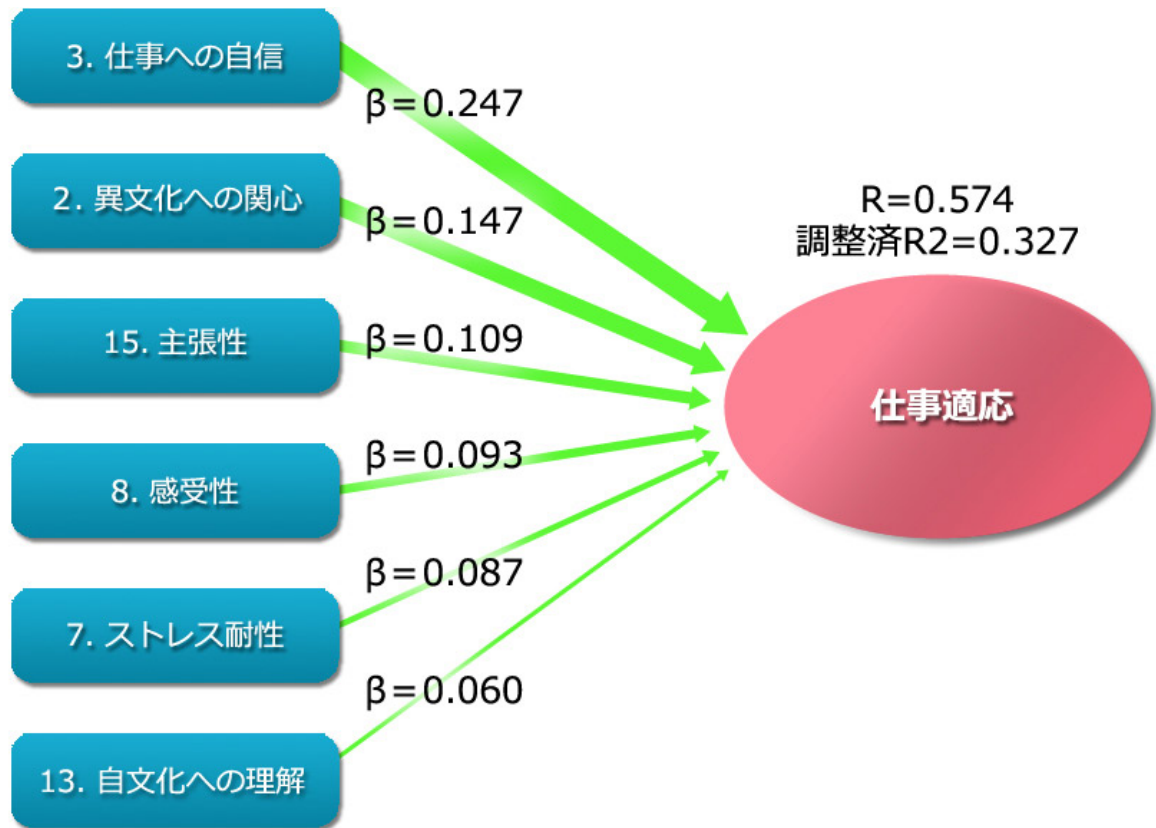 3. 仕事への自信
β=0.247
2. 異文化への関心
β=0.147
R=0.574
調整済R2=0.327
15. 主張性
β=0.109
仕事適応
8. 感受性
β=0.093
7. ストレス耐性
β=0.087
13. 自文化への理解
β=0.060